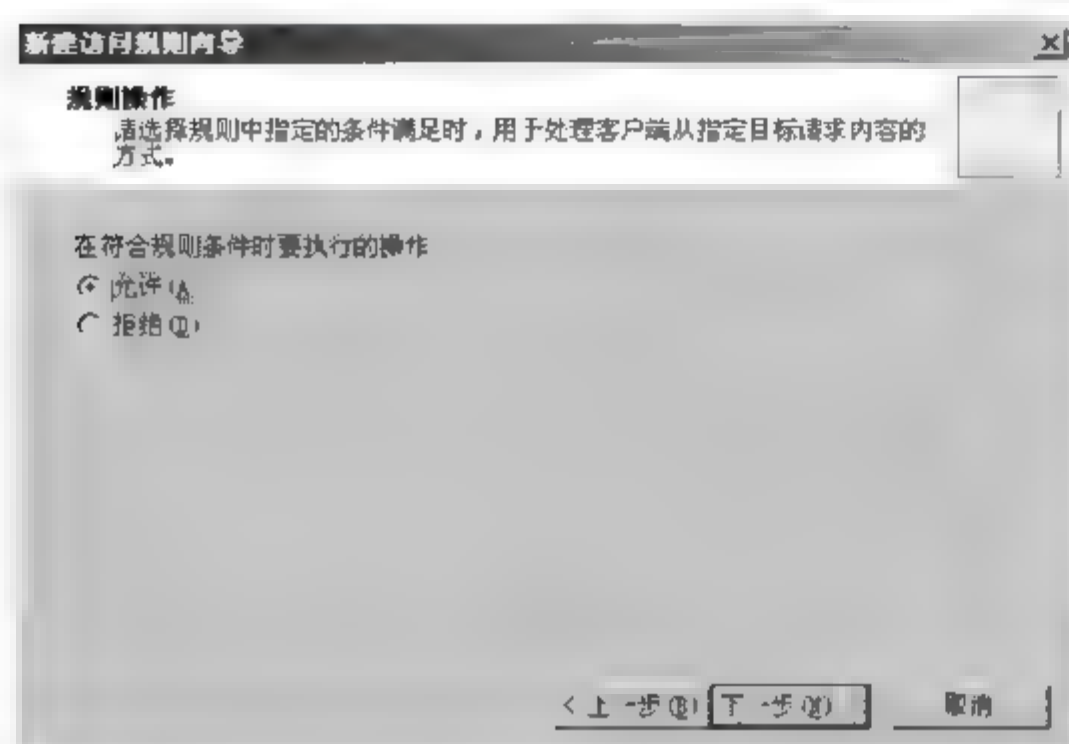 新建访问规则向导
规则操作
请选择规则中指定的条件满足时，用于处理客户端从指定目标请求内容的
方式。
在符合规则条件时要执行的操作
允许(A)
拒绝(D)
< 上一步(B) 下一步(N) 取消